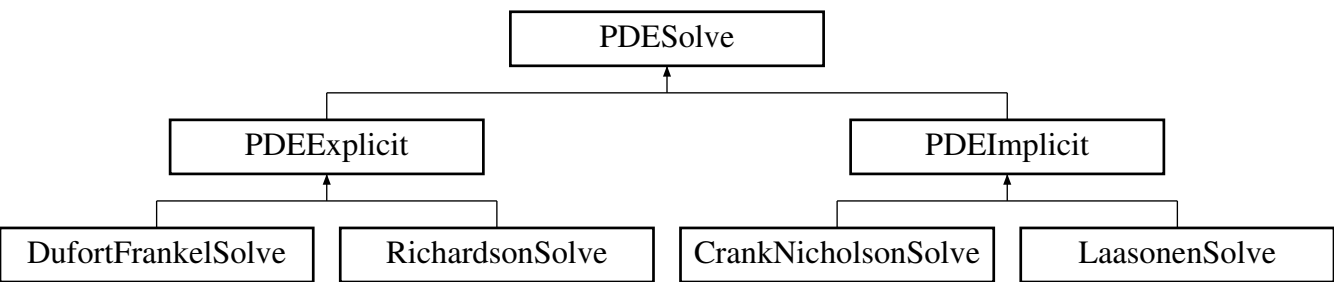 PDESolve
PDEExplicit
PDEImplicit
DufortFrankelSolve
RichardsonSolve
CrankNicholsonSolve
LaasonenSolve